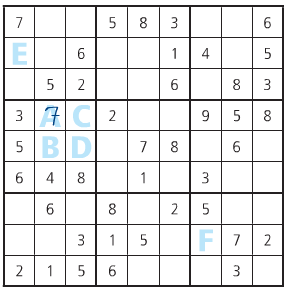 7 5 8 3 6
E 6 1 4 5
5 2 6 8 3
3 A 7 C 2 9 5 8
5 B D 7 8 6
6 4 8 1 3
6 8 2 5
3 1 5 F 7 2
2 1 5 6 3